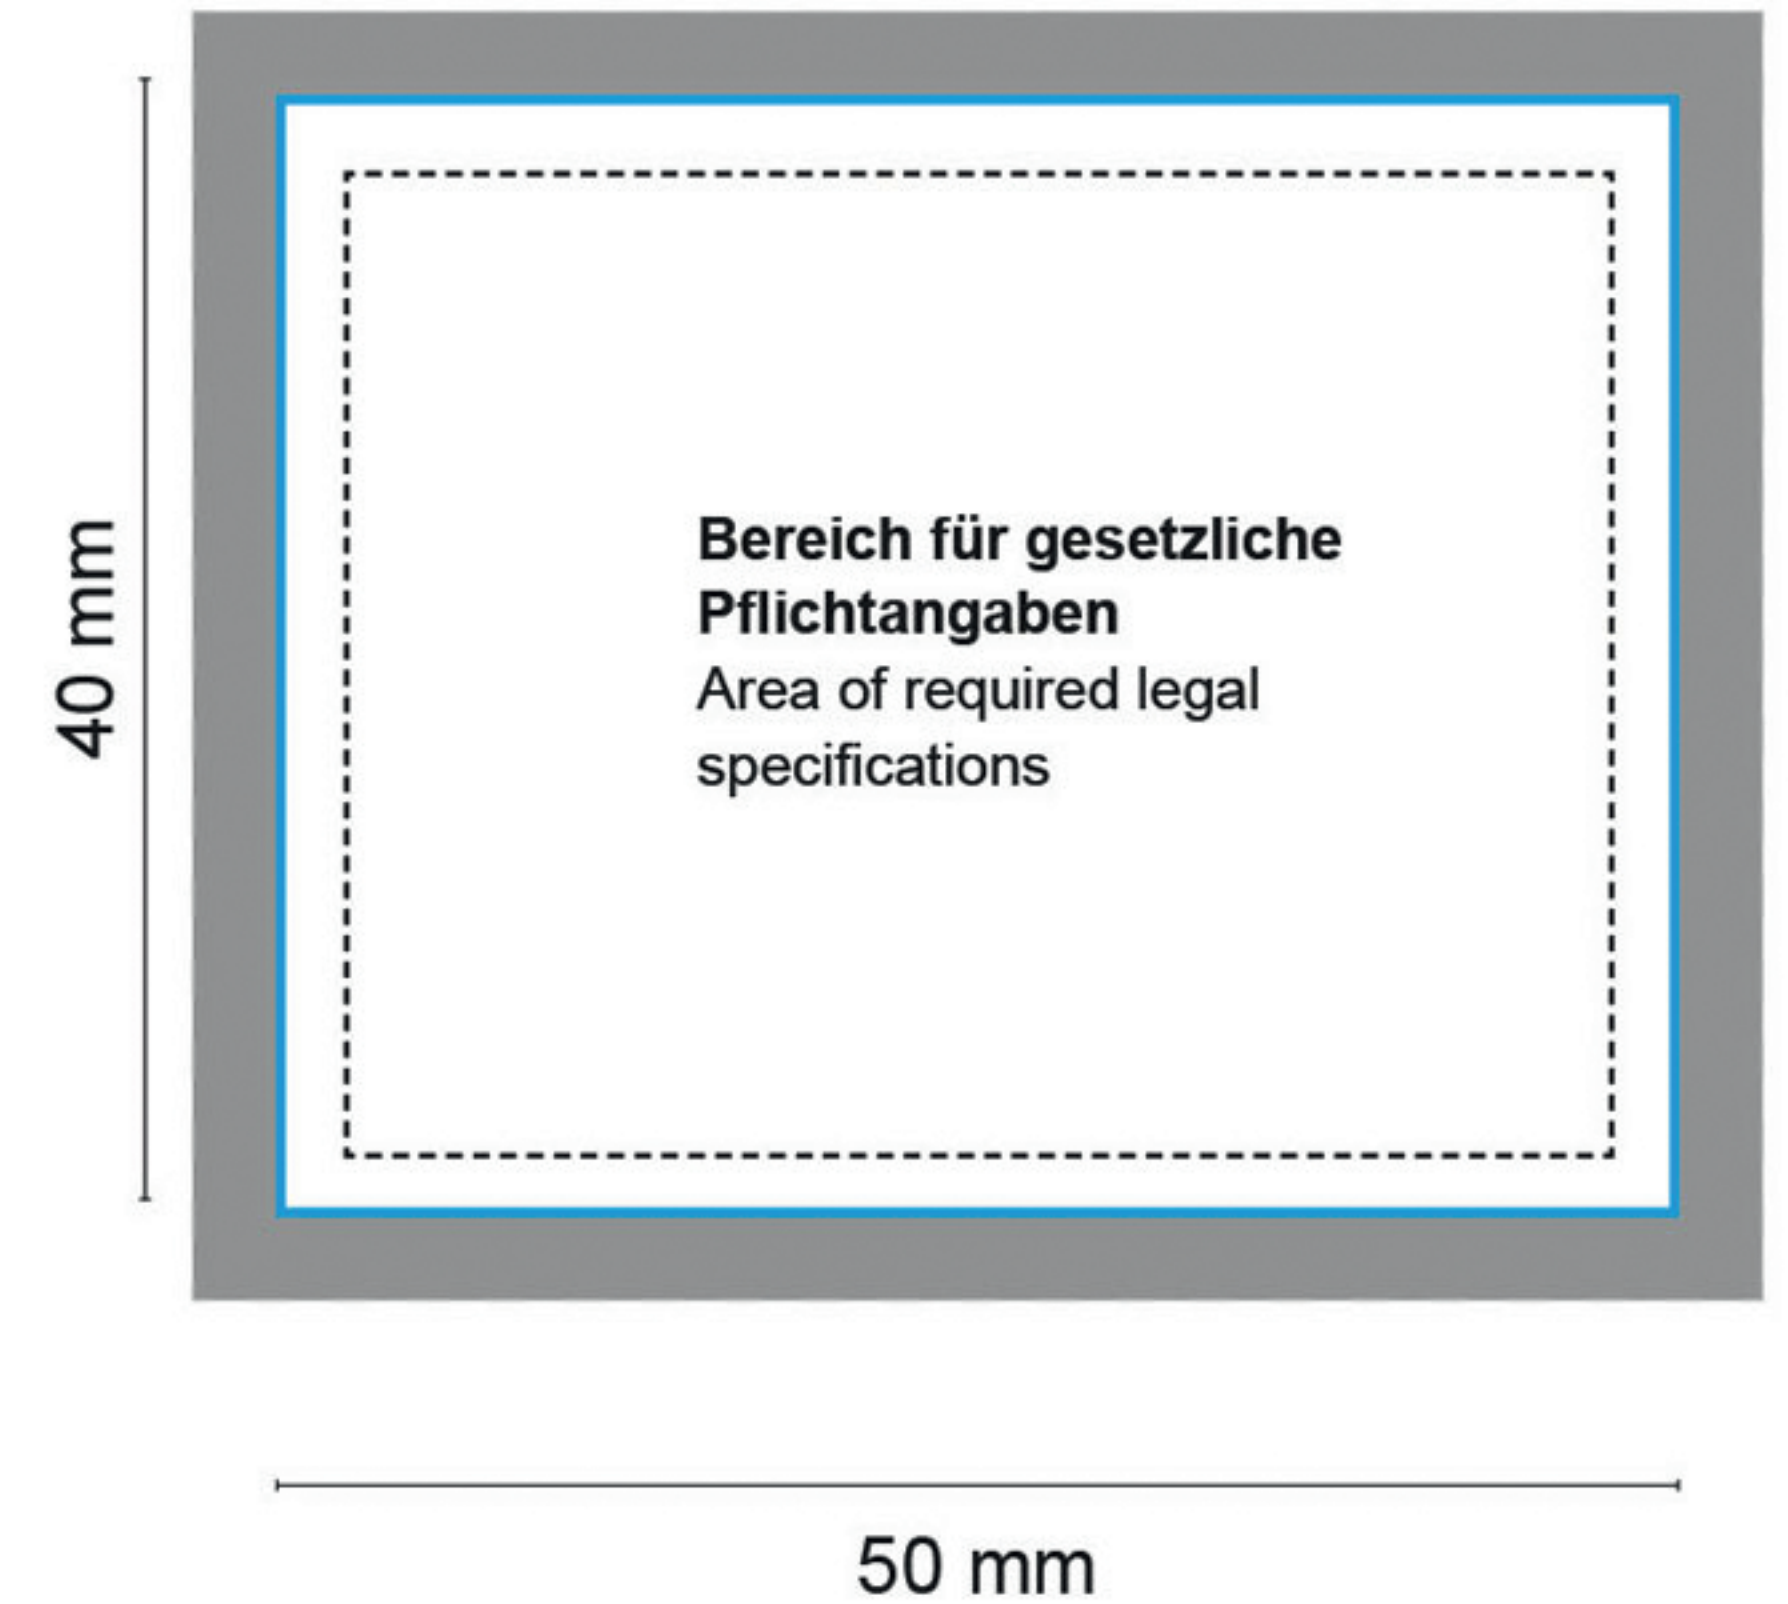 40 mm
Bereich für gesetzliche
Pflichtangaben
Area of required legal
specifications
50 mm